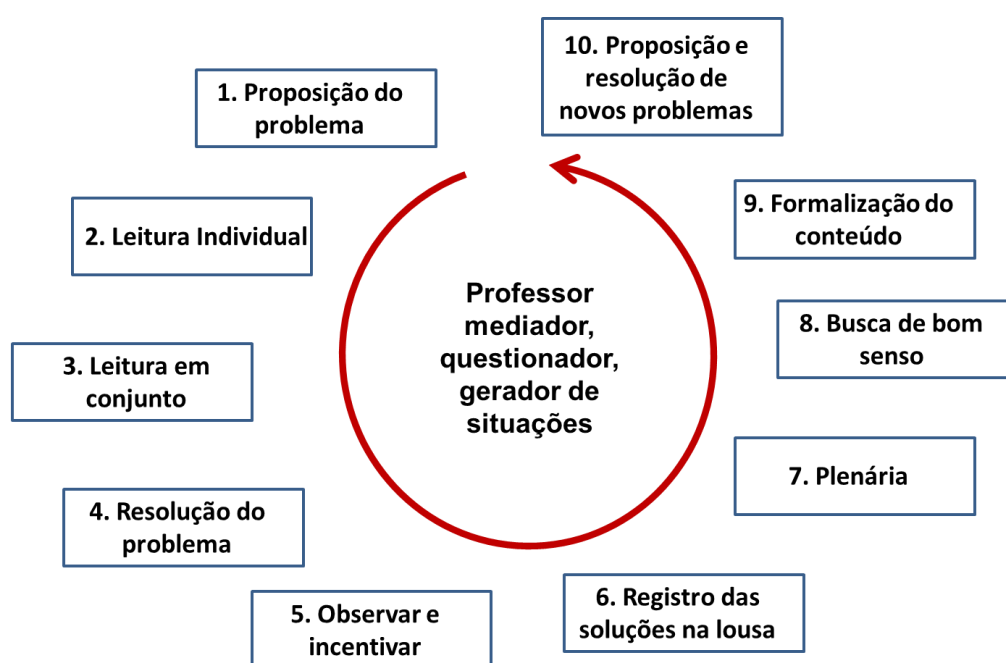 1. Proposição do
problema
2. Leitura Individual
3. Leitura em
conjunto
4. Resolução do
problema
5. Observar e
incentivar
6. Registro das
soluções na lousa
7. Plenária
8. Busca de bom
senso
9. Formalização do
conteúdo
10. Proposição e
resolução de
novos problemas
Professor
mediador,
questionador,
gerador de
situações